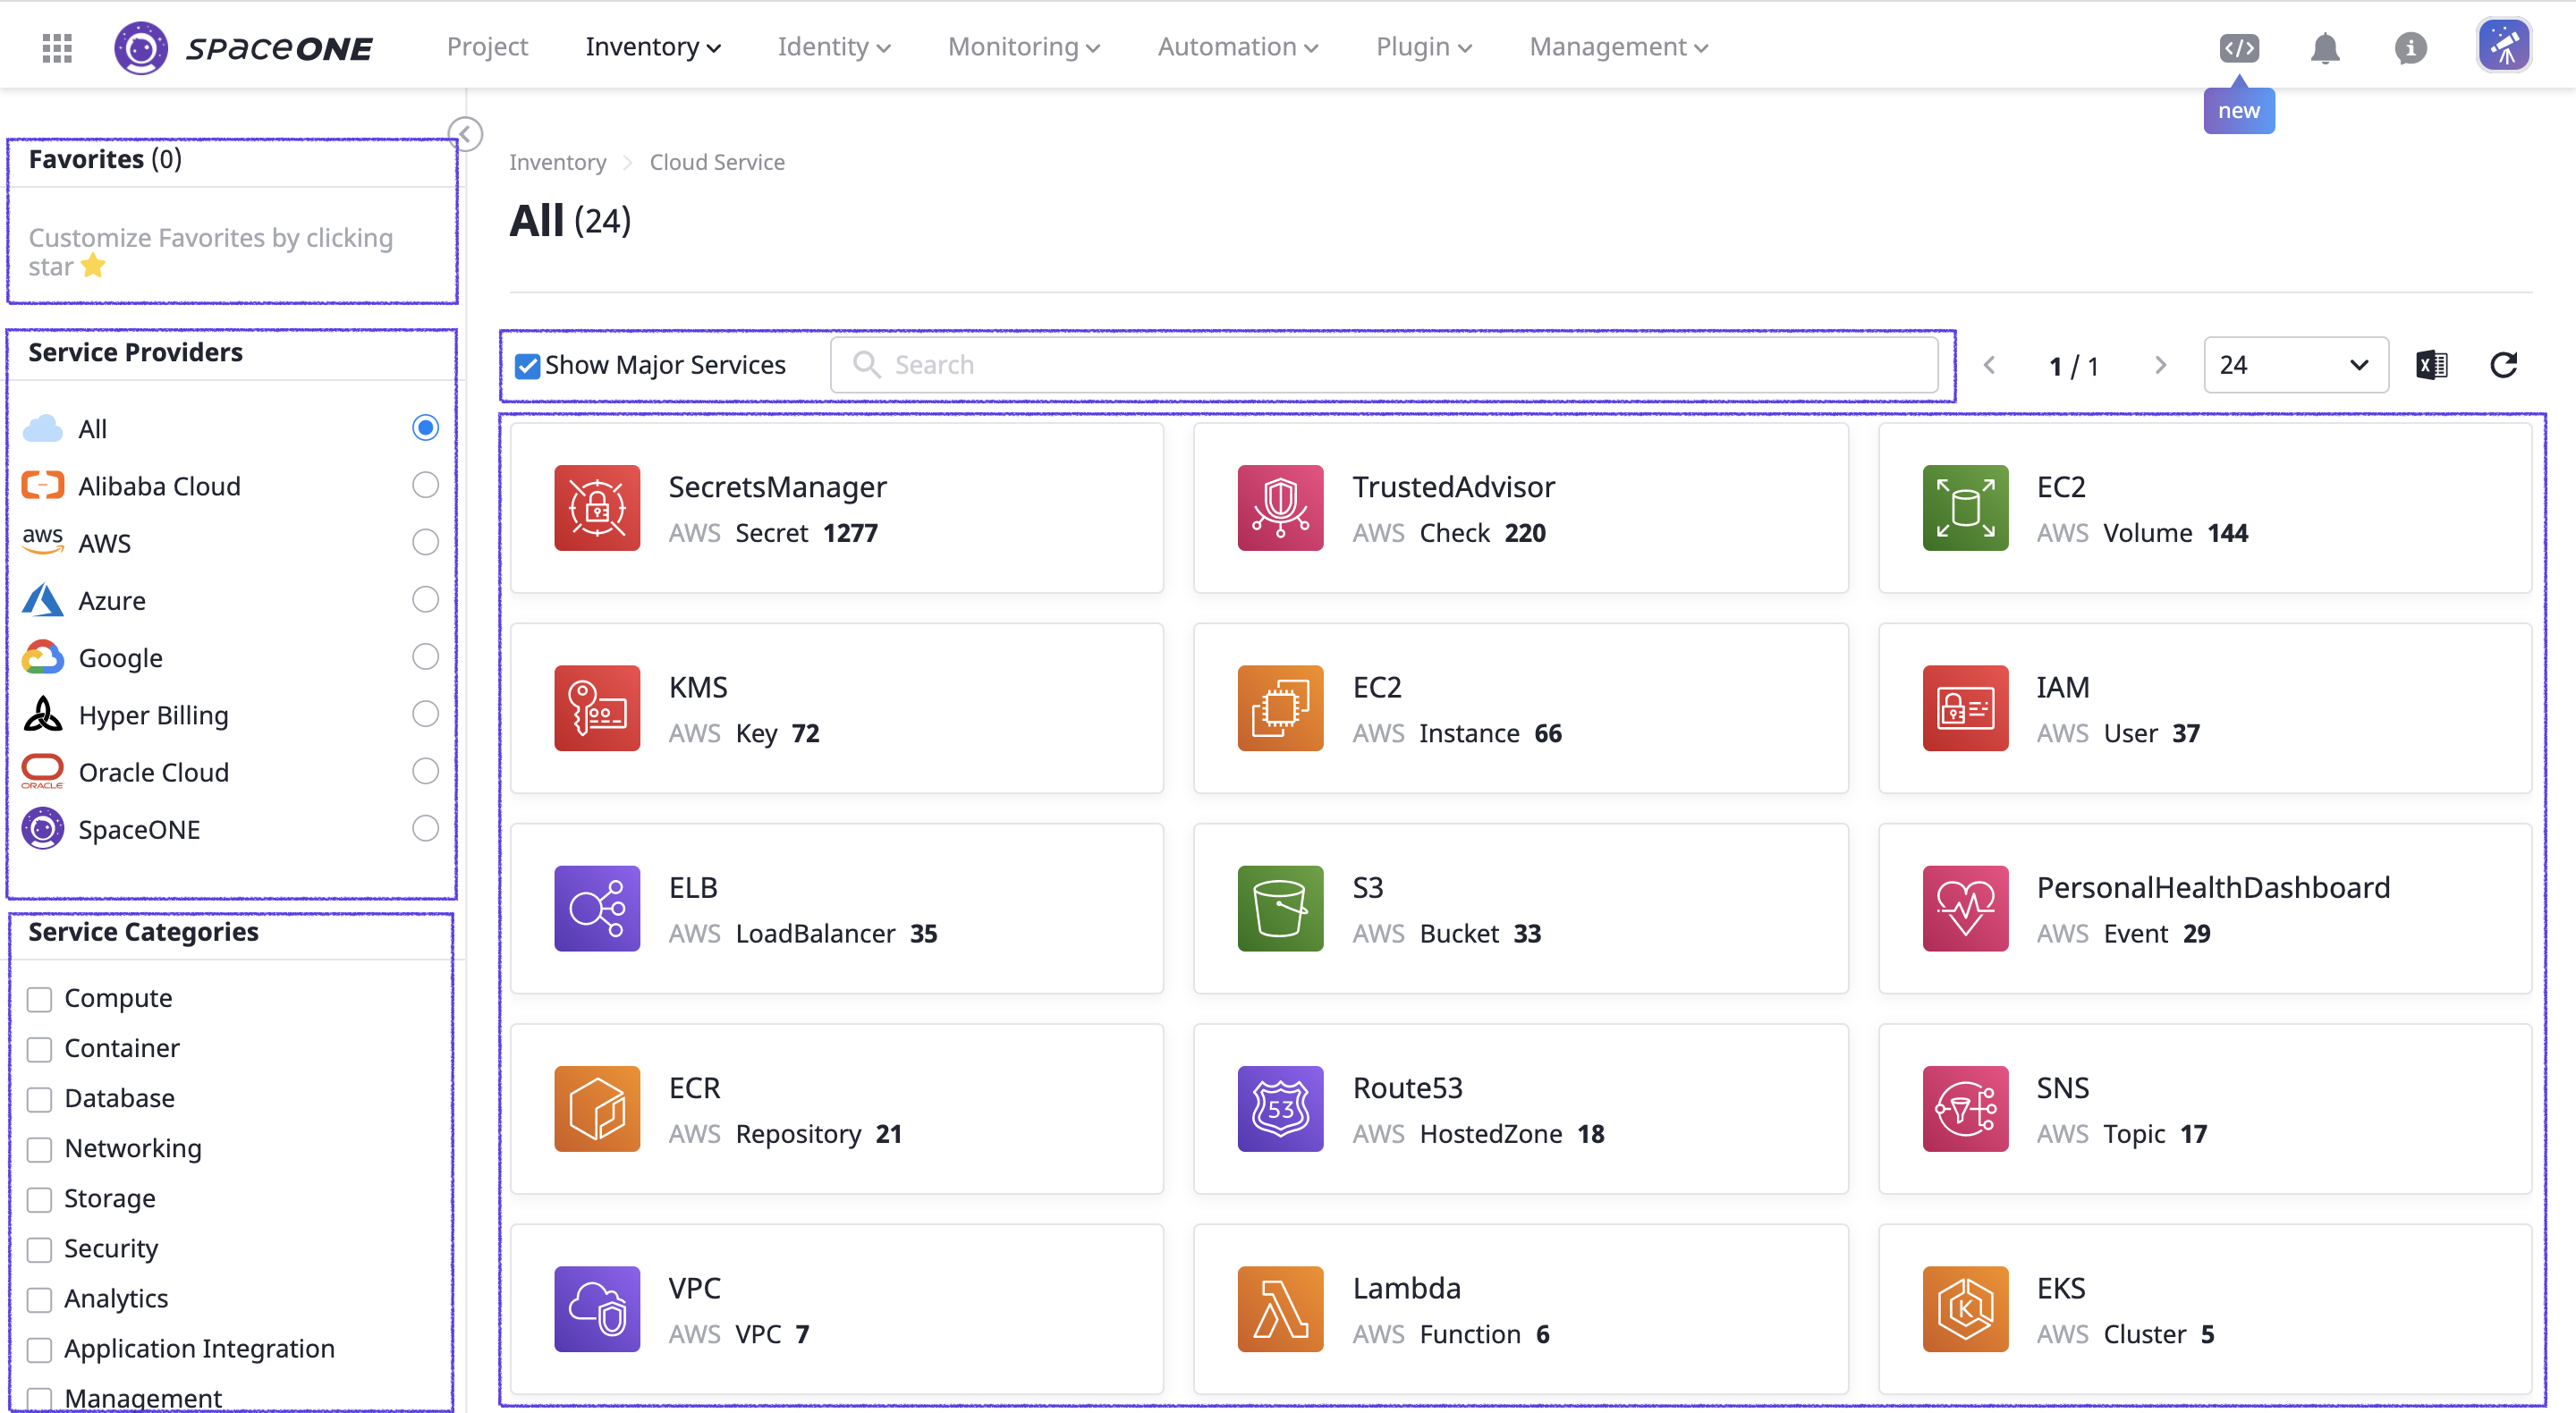 spaceONE
Project
Inventory
Identity
Monitoring
Automation
Plugin
Management
new
Favorites (0)
Customize Favorites by clicking
star
Service Providers
All
Alibaba Cloud
aws
AWS
Azure
Google
Hyper Billing
ORACLE
Oracle Cloud
SpaceONE
Service Categories
Compute
Container
Database
Networking
Storage
Security
Analytics
Application Integration
Management
Inventory
Cloud Service
All (24)
Show Major Services
Search
1 / 1
24
X
SecretsManager
AWS Secret 1277
TrustedAdvisor
AWS Check 220
EC2
AWS Volume 144
KMS
AWS Key 72
EC2
AWS Instance 66
IAM
AWS User 37
ELB
AWS LoadBalancer 35
S3
AWS Bucket 33
PersonalHealthDashboard
AWS Event 29
ECR
AWS Repository 21
53
Route53
AWS HostedZone 18
SNS
AWS Topic 17
VPC
AWS VPC 7
Lambda
AWS Function 6
K
EKS
AWS Cluster 5